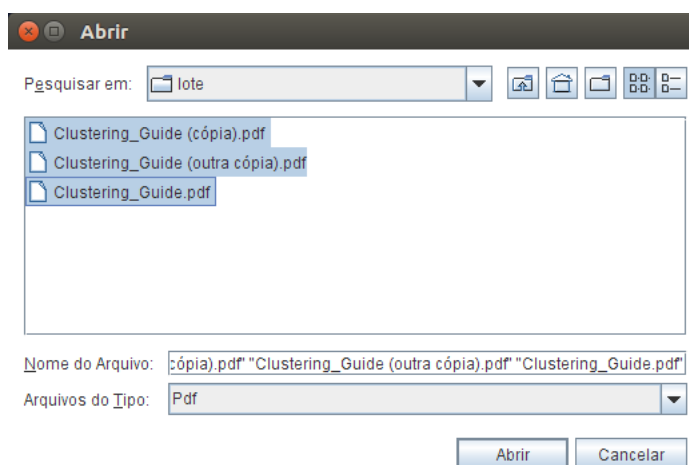 Abrir
Pesquisar em: lote
Clustering_Guide (cópia).pdf
Clustering_Guide (outra cópia).pdf
Clustering_Guide.pdf
Nome do Arquivo: cópia).pdf" "Clustering_Guide (outra cópia).pdf" "Clustering_Guide.pdf"
Arquivos do Tipo: Pdf
Abrir Cancelar